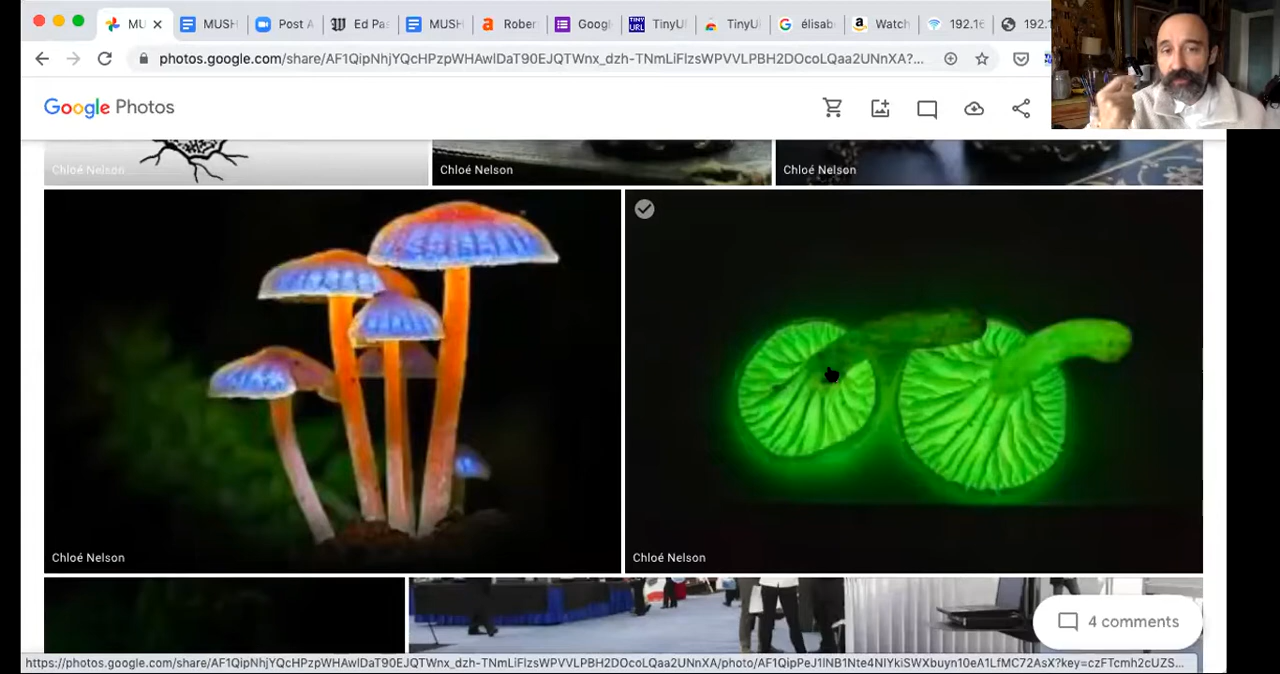 MU
MUSH
Post A
Ed Pa
MUSH
Rober
Googl
TinyU
TinyU
élisab
Watch
192.16
192.1
photos.google.com/share/AF1QipNhjYQcHPzpWHAwlDaT90EJQTWnx_dzh-TNmLiFlzsWPVVLPBH2DOcoLQaa2UNnXA?...
Google Photos
Chloé Nelson
Chloé Nelson
Chloé Nelson
Chloé Nelson
Chloé Nelson
4 comments
https://photos.google.com/share/AF1QipNhjYQcHPzpWHAwlDaT90EJQTWnx_dzh-TNmLiFlzsWPVVLPBH2DOcoLQaa2UNnXA/photo/AF1QipPeJ1lNB1Nte4NlYkiSWXbuyn10eA1LfMC72AsX?key=czFTcmh2cUZS...